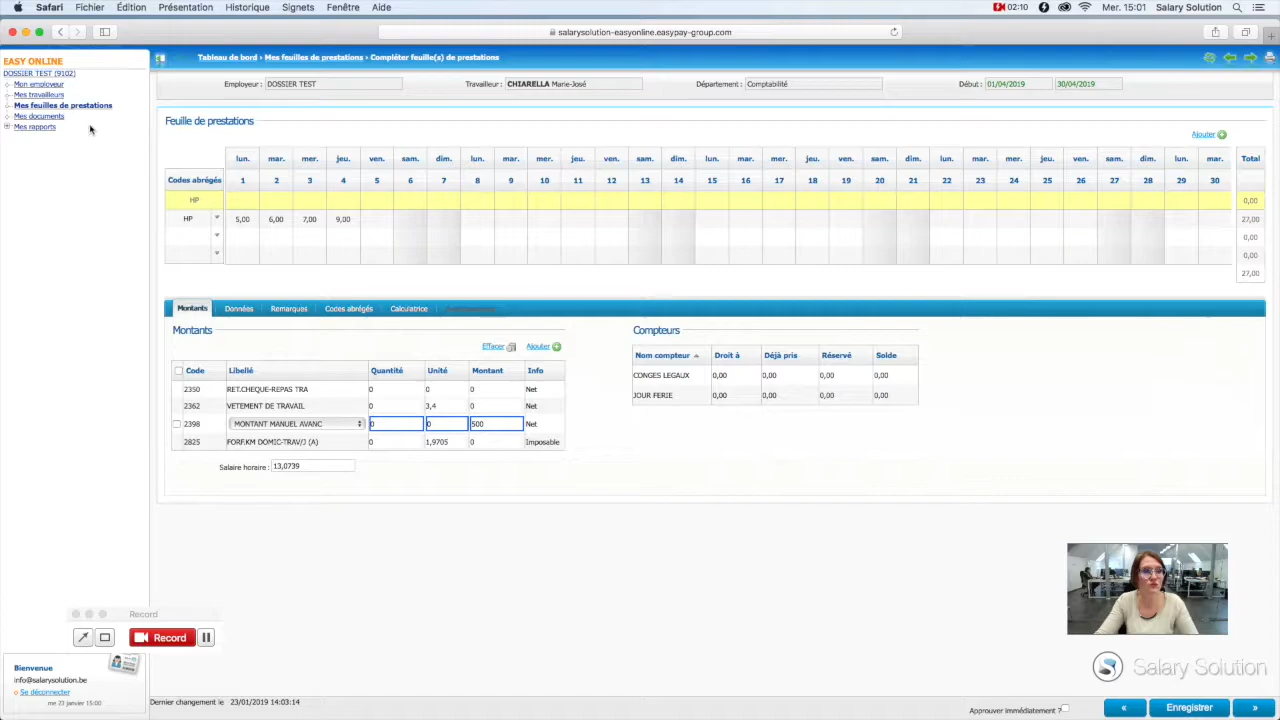 Safari Fichier Édition Présentation Historique Signets Fenêtre Aide 02:10 Mer. 15:01 Salary Solution
salarysolution-easyonline.easypay-group.com
EASY ONLINE
DOSSIER TEST (9102)
Mon employeur
Mes travailleurs
Mes feuilles de prestations
Mes documents
Mes rapports
Tableau de bord › Mes feuilles de prestations › Compléter feuille(s) de prestations
Employeur : DOSSIER TEST Travailleur : CHIARELLA Marie-José Département : Comptabilité Début : 01/04/2019 30/04/2019
Feuille de prestations
Ajouter
lun. mar. mer. jeu. ven. sam. dim. lun. mar. mer. jeu. ven. sam. dim. lun. mar. mer. jeu. ven. sam. dim. lun. mar. mer. jeu. ven. sam. dim. lun. mar. Total
Codes abrégés 1 2 3 4 5 6 7 8 9 10 11 12 13 14 15 16 17 18 19 20 21 22 23 24 25 26 27 28 29 30
HP 0,00
HP 5,00 6,00 7,00 9,00 27,00
0,00
0,00
27,00
Montants Données Remarques Codes abrégés Calculatrice
Montants
Effacer Ajouter
Code Libellé Quantité Unité Montant Info
2350 RET.CHEQUE-REPAS TRA 0 0 0 Net
2362 VETEMENT DE TRAVAIL 0 3,4 0 Net
2398 MONTANT MANUEL AVANC 0 0 500 Net
2825 FORF.KM DOMIC-TRAV/J (A) 0 1,9705 0 Imposable
Salaire horaire : 13,0739
Compteurs
Nom compteur Droit à Déjà pris Réservé Solde
CONGES LEGAUX 0,00 0,00 0,00 0,00
JOUR FERIE 0,00 0,00 0,00 0,00
Record
Record
Bienvenue
info@salarysolution.be
Se déconnecter
me 23 janvier 15:00
Salary Solution
Dernier changement le 23/01/2019 14:03:14
Approuver immédiatement ? « Enregistrer »